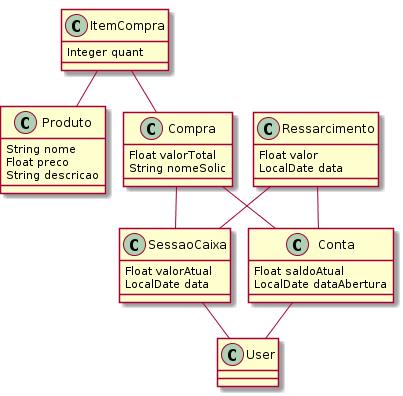 C ItemCompra
Integer quant
C Produto
String nome
Float preco
String descricao
C Compra
Float valorTotal
String nomeSolic
C Ressarcimento
Float valor
LocalDate data
C SessaoCaixa
Float valorAtual
LocalDate data
C Conta
Float saldoAtual
LocalDate dataAbertura
C User